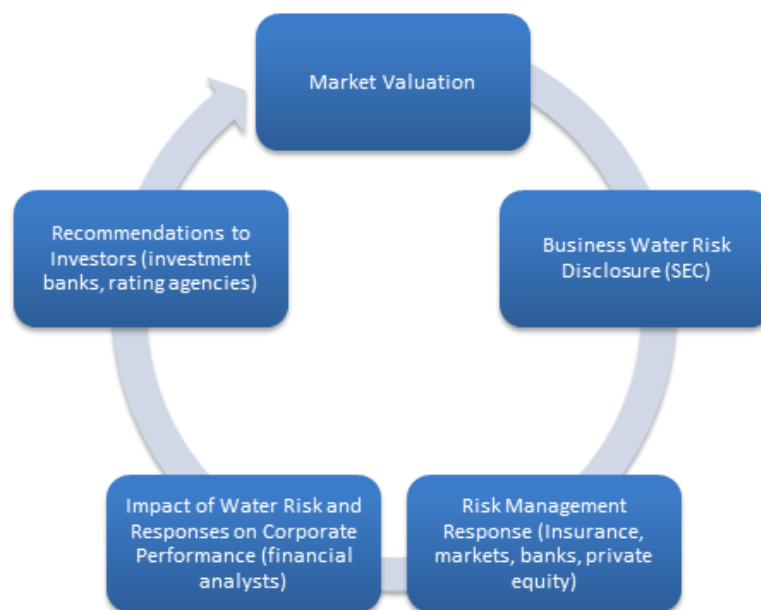 Market Valuation
Business Water Risk
Disclosure (SEC)
Risk Management
Response (Insurance,
markets, banks, private
equity)
Impact of Water Risk and
Responses on Corporate
Performance (financial
analysts)
Recommendations to
Investors (investment
banks, rating agencies)